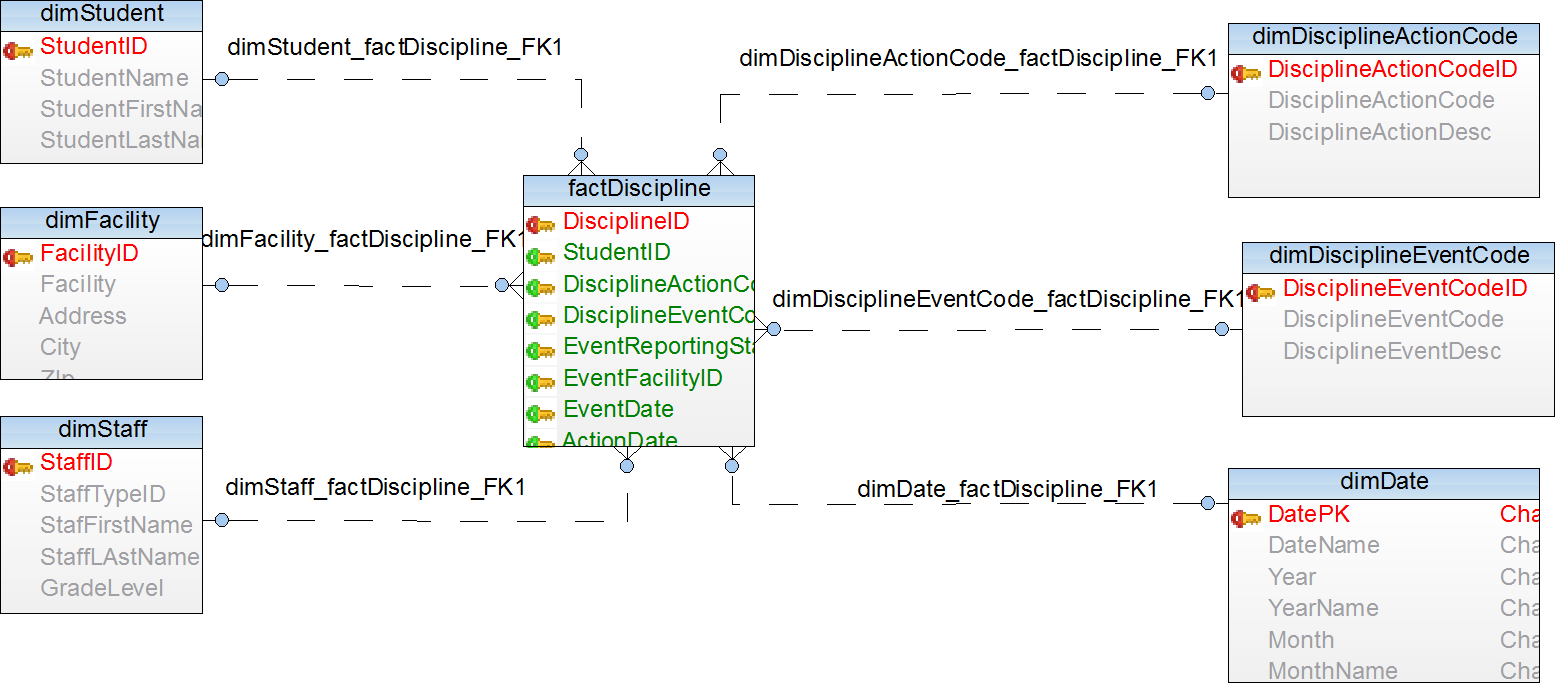 dimStudent
StudentID
StudentName
StudentFirstNa
StudentLastNa
dimStudent_factDiscipline_FK1
dimDisciplineActionCode_factDiscipline_FK1
dimDisciplineActionCode
DisciplineActionCodeID
DisciplineActionCode
DisciplineActionDesc
dimFacility
FacilityID
Facility
Address
City
ZIp
dimFacility_factDiscipline_FK1
factDiscipline
DisciplineID
StudentID
DisciplineActionCo
DisciplineEventCo
EventReportingSta
EventFacilityID
EventDate
ActionDate
dimDisciplineEventCode_factDiscipline_FK1
dimDisciplineEventCode
DisciplineEventCodeID
DisciplineEventCode
DisciplineEventDesc
dimStaff
StaffID
StaffTypeID
StafFirstName
StaffLAstName
GradeLevel
dimStaff_factDiscipline_FK1
dimDate_factDiscipline_FK1
dimDate
DatePK Cha
DateName Cha
Year Cha
YearName Cha
Month Cha
MonthName Cha